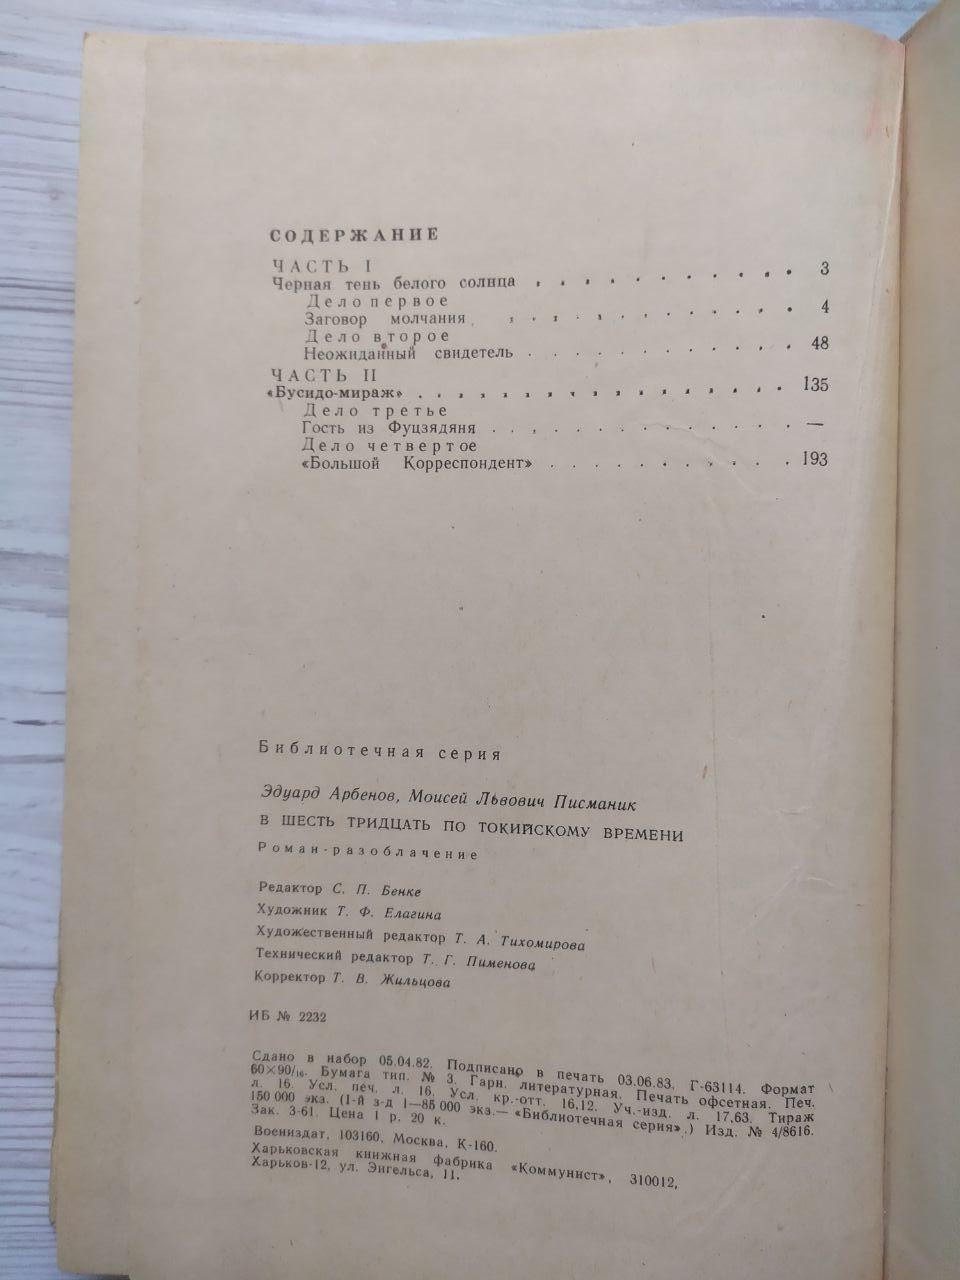 СОДЕРЖАНИЕ
ЧАСТЬ I
Черная тень белого солнца . . . . . . . . . . . 3
Дело первое
Заговор молчания . . . . . . . . . . . . 4
Дело второе
Неожиданный свидетель . . . . . . . . . . . 48
ЧАСТЬ II
«Бусидо-мираж» . . . . . . . . . . . . . . 135
Дело третье
Гость из Фуцзядяня . . . . . . . . . . . —
Дело четвертое
«Большой Корреспондент» . . . . . . . . . 193
Библиотечная серия
Эдуард Арбенов, Моисей Львович Писманик
В ШЕСТЬ ТРИДЦАТЬ ПО ТОКИЙСКОМУ ВРЕМЕНИ
Роман-разоблачение
Редактор С. П. Бенке
Художник Т. Ф. Елагина
Художественный редактор Т. А. Тихомирова
Технический редактор Т. Г. Пименова
Корректор Т. В. Жильцова
ИБ № 2232
Сдано в набор 05.04.82. Подписано в печать 03.06.83. Г-63114. Формат
60×90/16. Бумага тип. № 3. Гарн. литературная. Печать офсетная. Печ.
л. 16. Усл. печ. л. 16. Усл. кр.-отт. 16,12. Уч.-изд. л. 17,63. Тираж
150 000 экз. (1-й з-д 1—85 000 экз.— «Библиотечная серия».) Изд. № 4/8616.
Зак. 3-61. Цена 1 р. 20 к.
Воениздат, 103160, Москва, К-160.
Харьковская книжная фабрика «Коммунист», 310012,
Харьков-12, ул. Энгельса, 11.